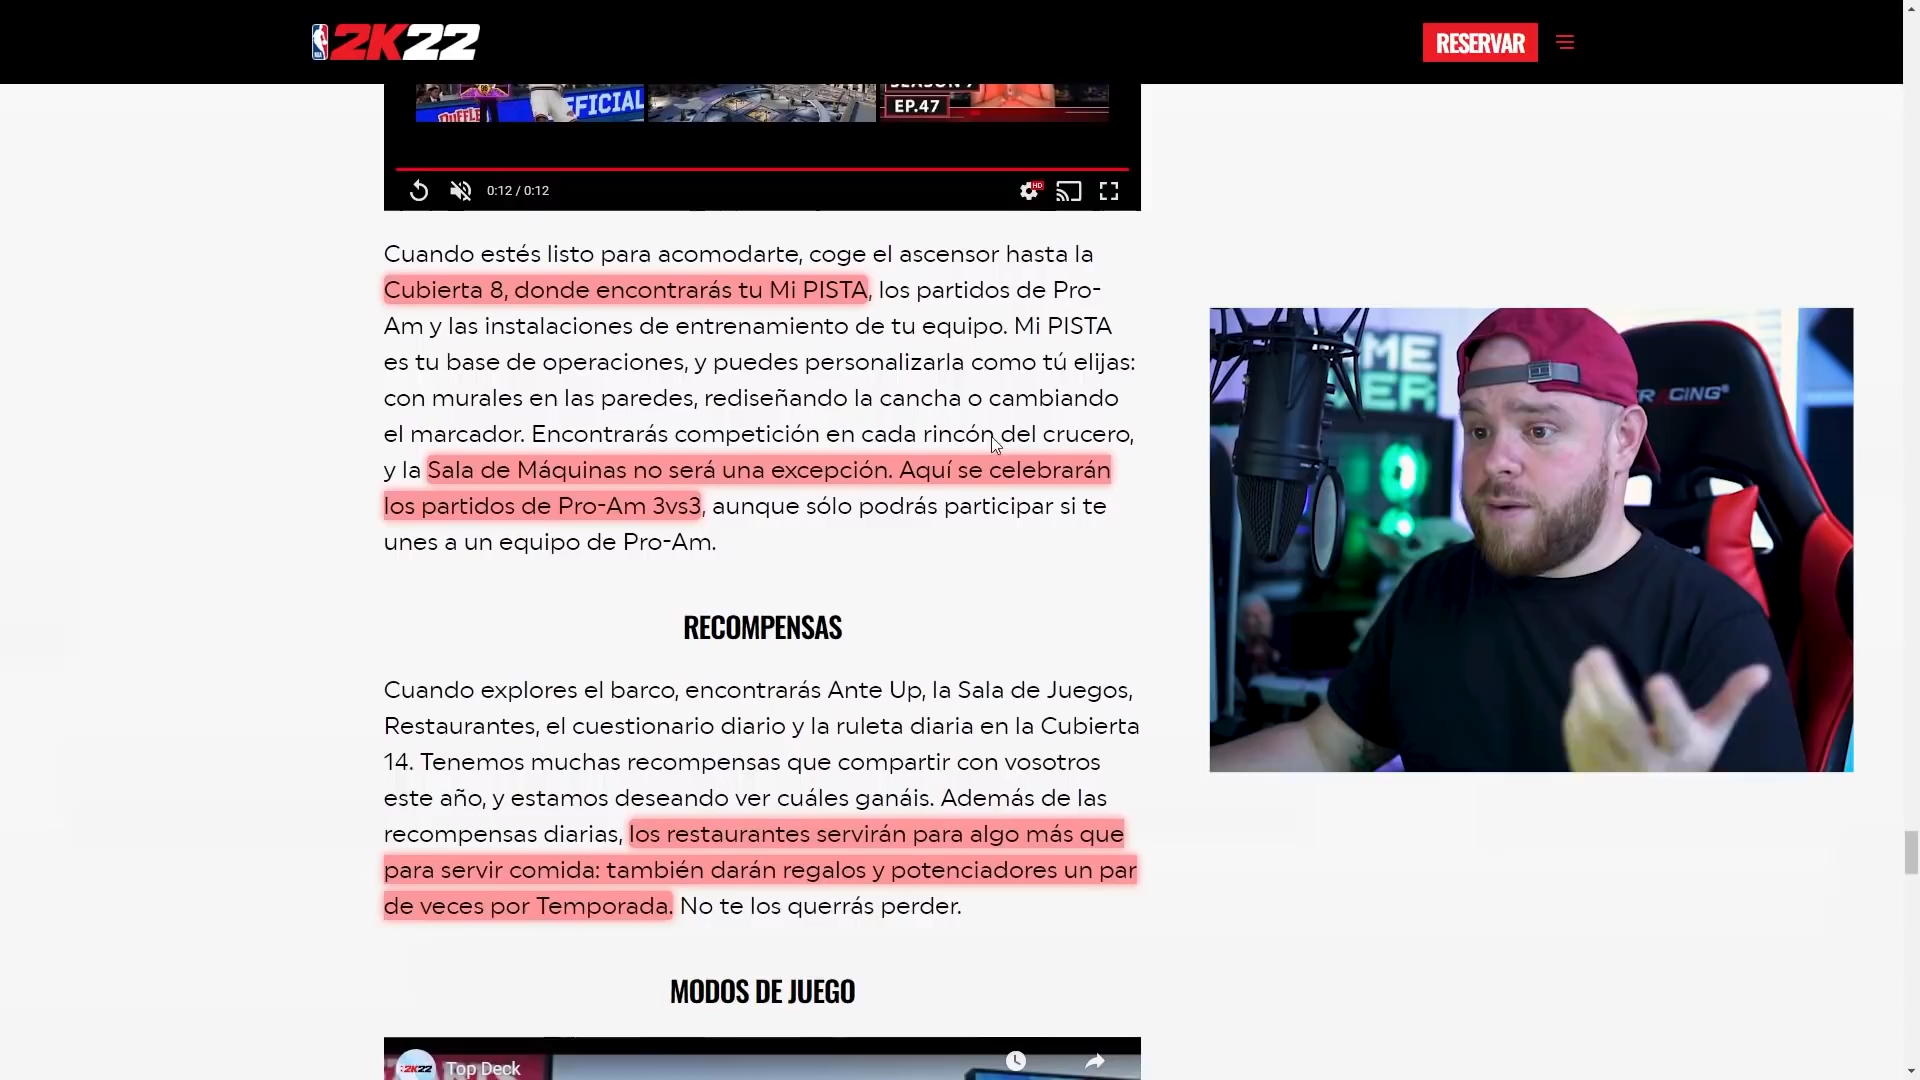 2K22
RESERVAR
OFFICIAL
EP.47
0:12 / 0:12
HD
Cuando estés listo para acomodarte, coge el ascensor hasta la
Cubierta 8, donde encontrarás tu Mi PISTA, los partidos de Pro-
Am y las instalaciones de entrenamiento de tu equipo. Mi PISTA
es tu base de operaciones, y puedes personalizarla como tú elijas:
con murales en las paredes, rediseñando la cancha o cambiando
el marcador. Encontrarás competición en cada rincón del crucero,
y la Sala de Máquinas no será una excepción. Aquí se celebrarán
los partidos de Pro-Am 3vs3, aunque sólo podrás participar si te
unes a un equipo de Pro-Am.
RECOMPENSAS
Cuando explores el barco, encontrarás Ante Up, la Sala de Juegos,
Restaurantes, el cuestionario diario y la ruleta diaria en la Cubierta
14. Tenemos muchas recompensas que compartir con vosotros
este año, y estamos deseando ver cuáles ganáis. Además de las
recompensas diarias, los restaurantes servirán para algo más que
para servir comida: también darán regalos y potenciadores un par
de veces por Temporada. No te los querrás perder.
MODOS DE JUEGO
2K22
Top Deck